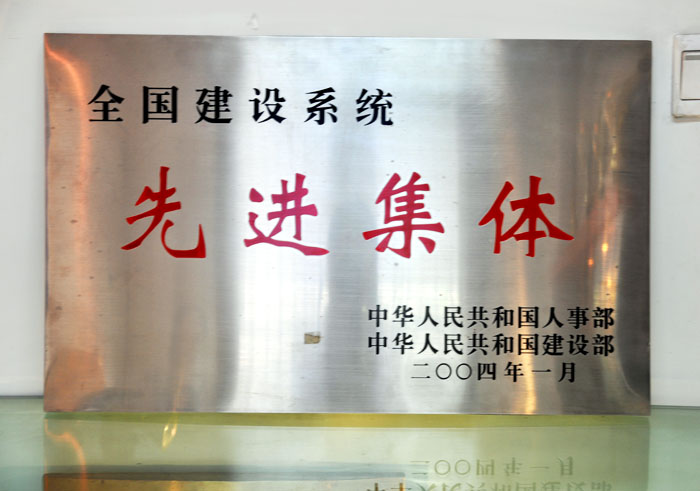 全国建设系统
先进集体
中华人民共和国人事部
中华人民共和国建设部
二〇〇四年一月